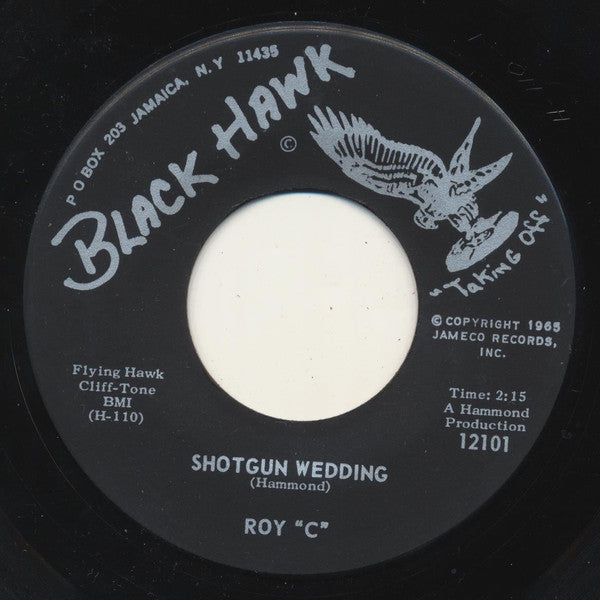 P O BOX 203 JAMAICA, N.Y 11435
BLACK HAWK
©
"TAKING OFF"
© COPYRIGHT 1965
JAMECO RECORDS,
INC.
Flying Hawk
Cliff-Tone
BMI
(H-110)
Time: 2:15
A Hammond
Production
12101
SHOTGUN WEDDING
(Hammond)
ROY "C"